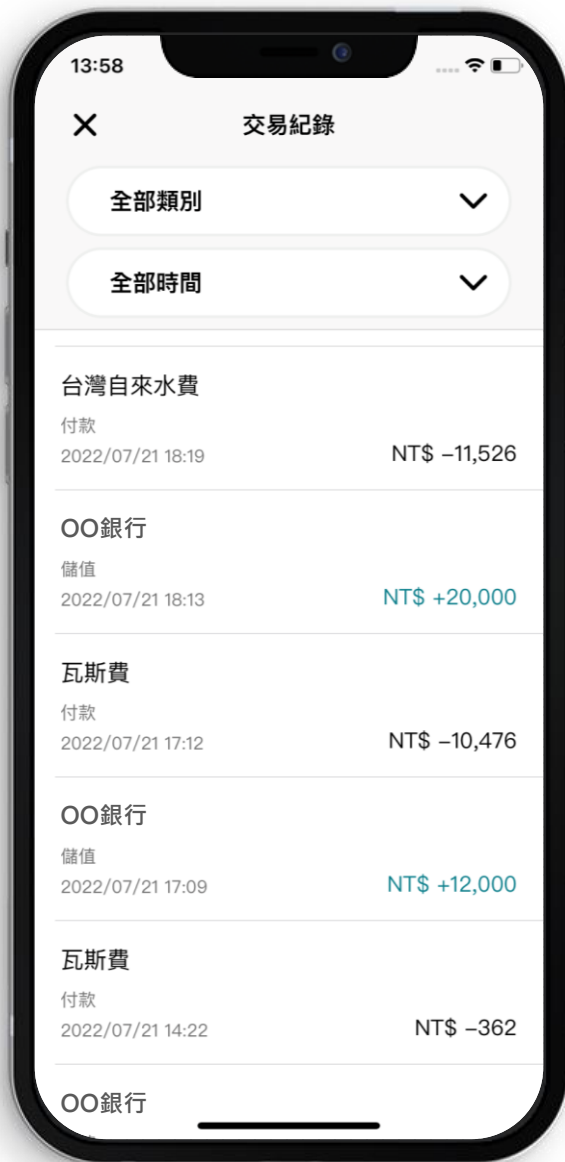 13:58
交易紀錄
全部類別
全部時間
台灣自來水費
付款
2022/07/21 18:19
NT$ –11,526
OO銀行
儲值
2022/07/21 18:13
NT$ +20,000
瓦斯費
付款
2022/07/21 17:12
NT$ –10,476
OO銀行
儲值
2022/07/21 17:09
NT$ +12,000
瓦斯費
付款
2022/07/21 14:22
NT$ –362
OO銀行